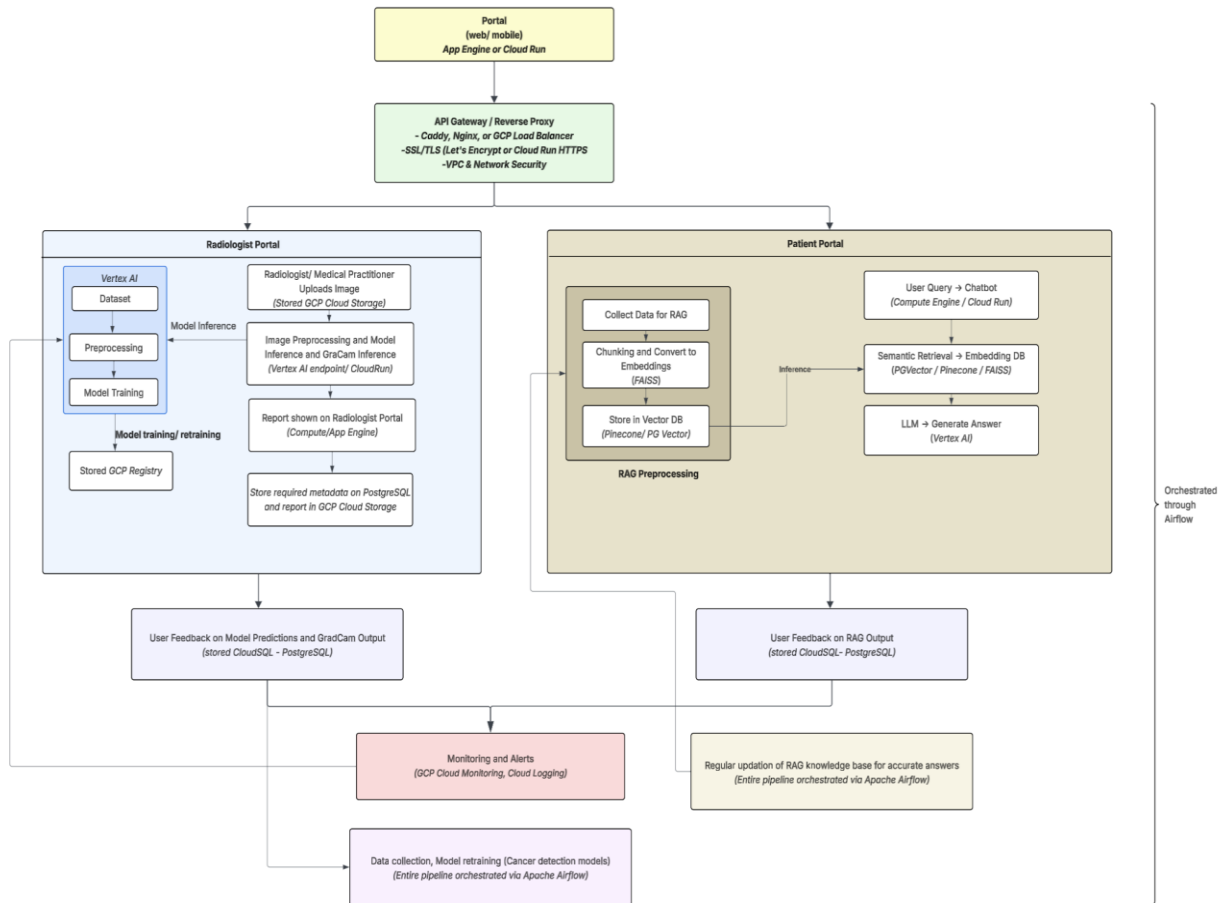 Portal
(web/ mobile)
App Engine or Cloud Run
API Gateway / Reverse Proxy
- Caddy, Nginx, or GCP Load Balancer
-SSL/TLS (Let's Encrypt or Cloud Run HTTPS
-VPC & Network Security
Radiologist Portal
Vertex AI
Dataset
Preprocessing
Model Training
Model training/ retraining
Stored GCP Registry
Model Inference
Radiologist/ Medical Practitioner
Uploads Image
(Stored GCP Cloud Storage)
Image Preprocessing and Model
Inference and GraCam Inference
(Vertex AI endpoint/ CloudRun)
Report shown on Radiologist Portal
(Compute/App Engine)
Store required metadata on PostgreSQL
and report in GCP Cloud Storage
Patient Portal
Collect Data for RAG
Chunking and Convert to
Embeddings
(FAISS)
Store in Vector DB
(Pinecone/ PG Vector)
RAG Preprocessing
Inference
User Query → Chatbot
(Compute Engine / Cloud Run)
Semantic Retrieval → Embedding DB
(PGVector / Pinecone / FAISS)
LLM → Generate Answer
(Vertex AI)
Orchestrated
through
Airflow
User Feedback on Model Predictions and GradCam Output
(stored CloudSQL - PostgreSQL)
User Feedback on RAG Output
(stored CloudSQL- PostgreSQL)
Monitoring and Alerts
(GCP Cloud Monitoring, Cloud Logging)
Regular updation of RAG knowledge base for accurate answers
(Entire pipeline orchestrated via Apache Airflow)
Data collection, Model retraining (Cancer detection models)
(Entire pipeline orchestrated via Apache Airflow)